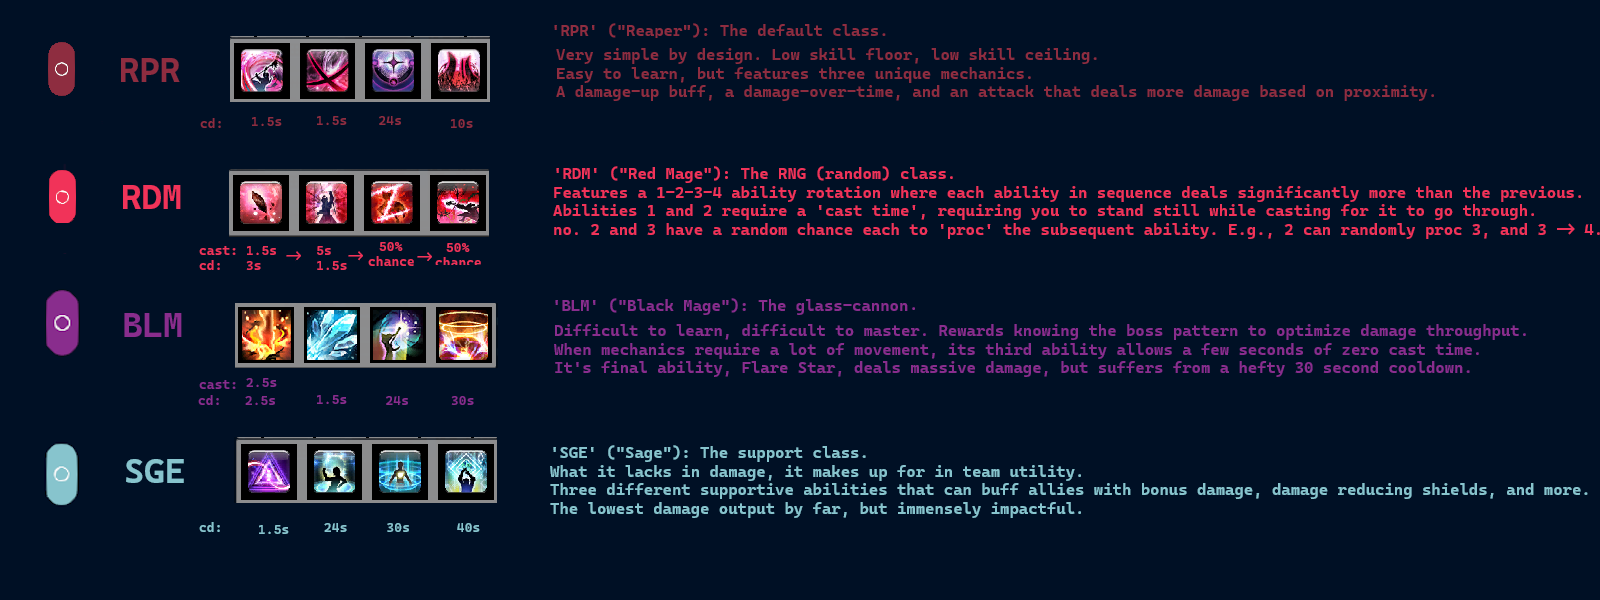 RPR
cd: 1.5s 1.5s 24s 10s
'RPR' ("Reaper"): The default class.
Very simple by design. Low skill floor, low skill ceiling.
Easy to learn, but features three unique mechanics.
A damage-up buff, a damage-over-time, and an attack that deals more damage based on proximity.
RDM
cast: 1.5s → 5s → 50% → 50%
cd: 3s 1.5s chance chance
'RDM' ("Red Mage"): The RNG (random) class.
Features a 1-2-3-4 ability rotation where each ability in sequence deals significantly more than the previous.
Abilities 1 and 2 require a 'cast time', requiring you to stand still while casting for it to go through.
no. 2 and 3 have a random chance each to 'proc' the subsequent ability. E.g., 2 can randomly proc 3, and 3 → 4.
BLM
cast: 2.5s
cd: 2.5s 1.5s 24s 30s
'BLM' ("Black Mage"): The glass-cannon.
Difficult to learn, difficult to master. Rewards knowing the boss pattern to optimize damage throughput.
When mechanics require a lot of movement, its third ability allows a few seconds of zero cast time.
It's final ability, Flare Star, deals massive damage, but suffers from a hefty 30 second cooldown.
SGE
cd: 1.5s 24s 30s 40s
'SGE' ("Sage"): The support class.
What it lacks in damage, it makes up for in team utility.
Three different supportive abilities that can buff allies with bonus damage, damage reducing shields, and more.
The lowest damage output by far, but immensely impactful.